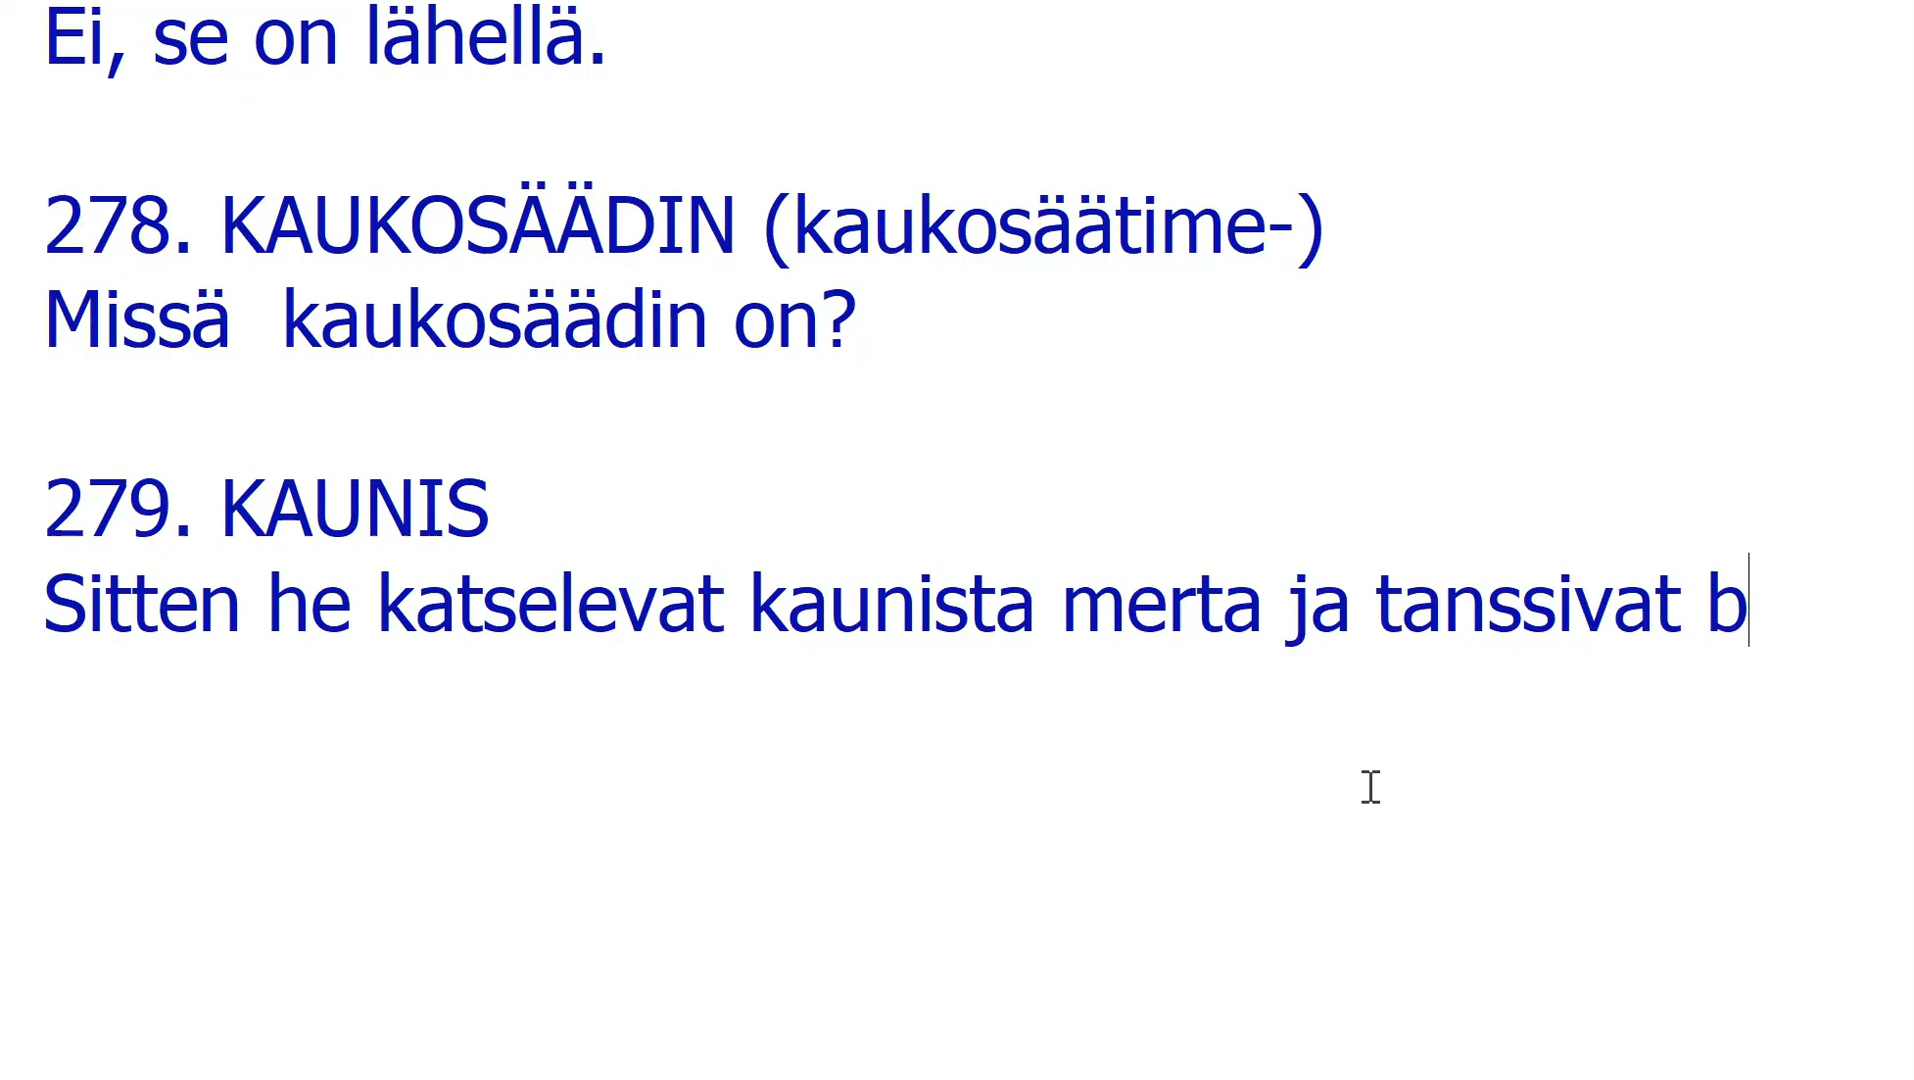 Ei, se on lähellä.
278. KAUKOSÄÄDIN (kaukosäätime-)
Missä  kaukosäädin on?
279. KAUNIS
Sitten he katselevat kaunista merta ja tanssivat b